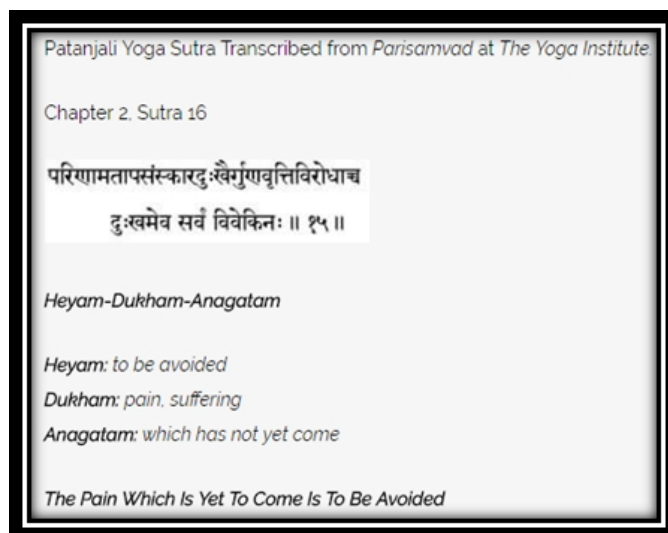 Patanjali Yoga Sutra Transcribed from Parisamvad at The Yoga Institute.
Chapter 2, Sutra 16
परिणामतापसंस्कारदुःखैर्गुणवृत्तिविरोधाच्च
दुःखमेव सर्वं विवेकिनः ॥ १५ ॥
Heyam-Dukham-Anagatam
Heyam: to be avoided
Dukham: pain, suffering
Anagatam: which has not yet come
The Pain Which Is Yet To Come Is To Be Avoided